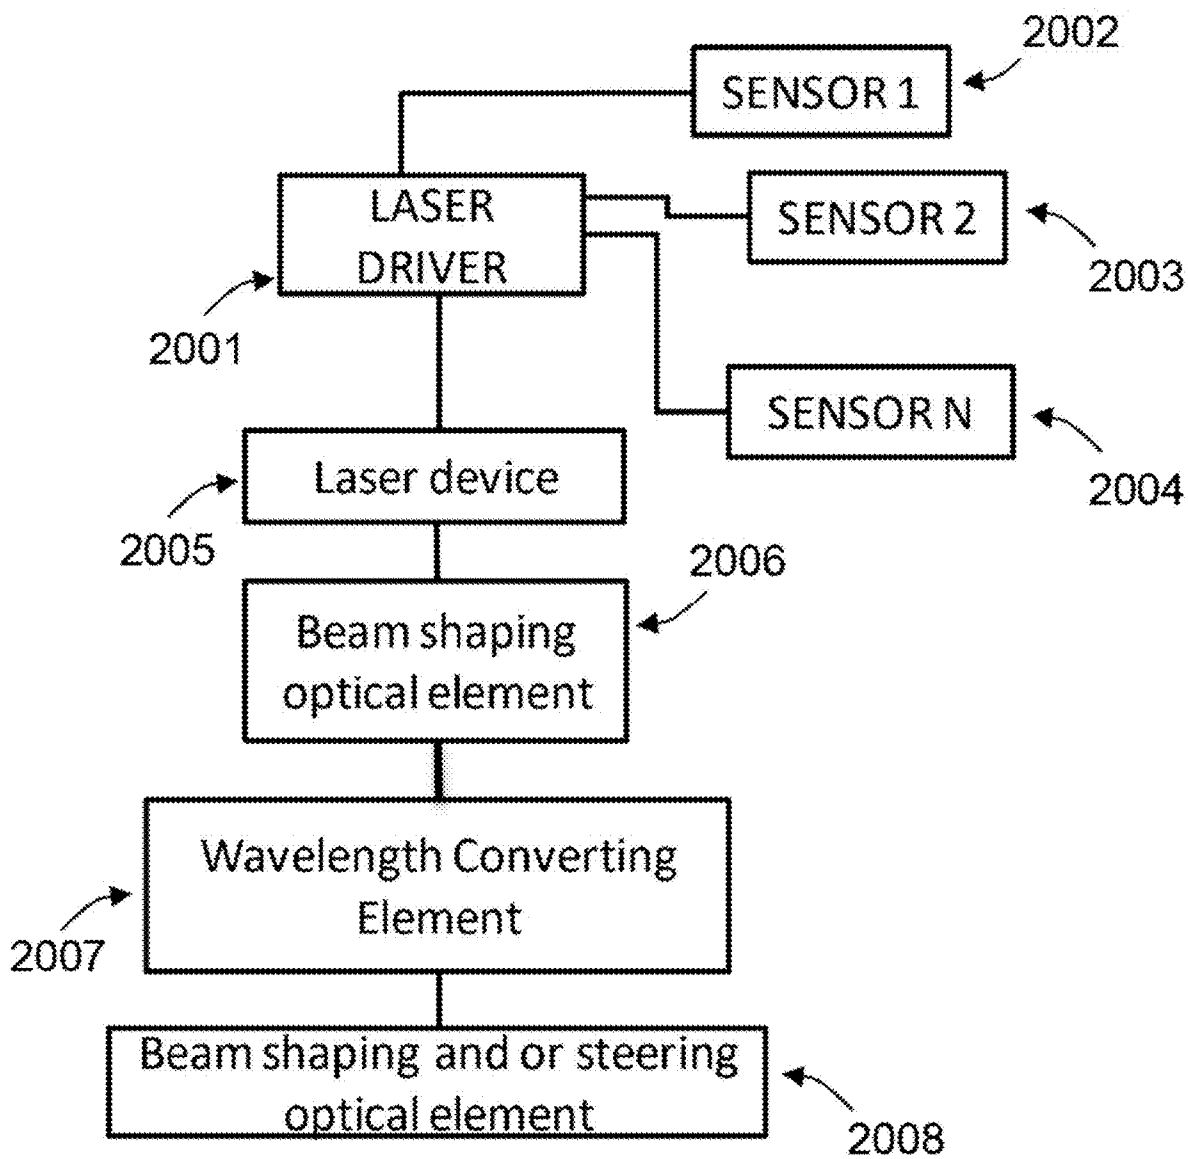 2002
SENSOR 1
LASER
DRIVER
SENSOR 2
2003
2001
SENSOR N
2004
Laser device
2005
2006
Beam shaping
optical element
Wavelength Converting
Element
2007
Beam shaping and or steering
optical element
2008